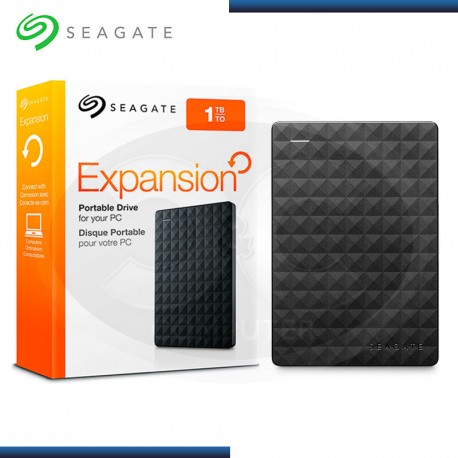 SEAGATE
SEAGATE
1 TB
TO
Expansion
Portable Drive
for your PC
Disque Portable
pour votre PC
Expansion
SEAGATE